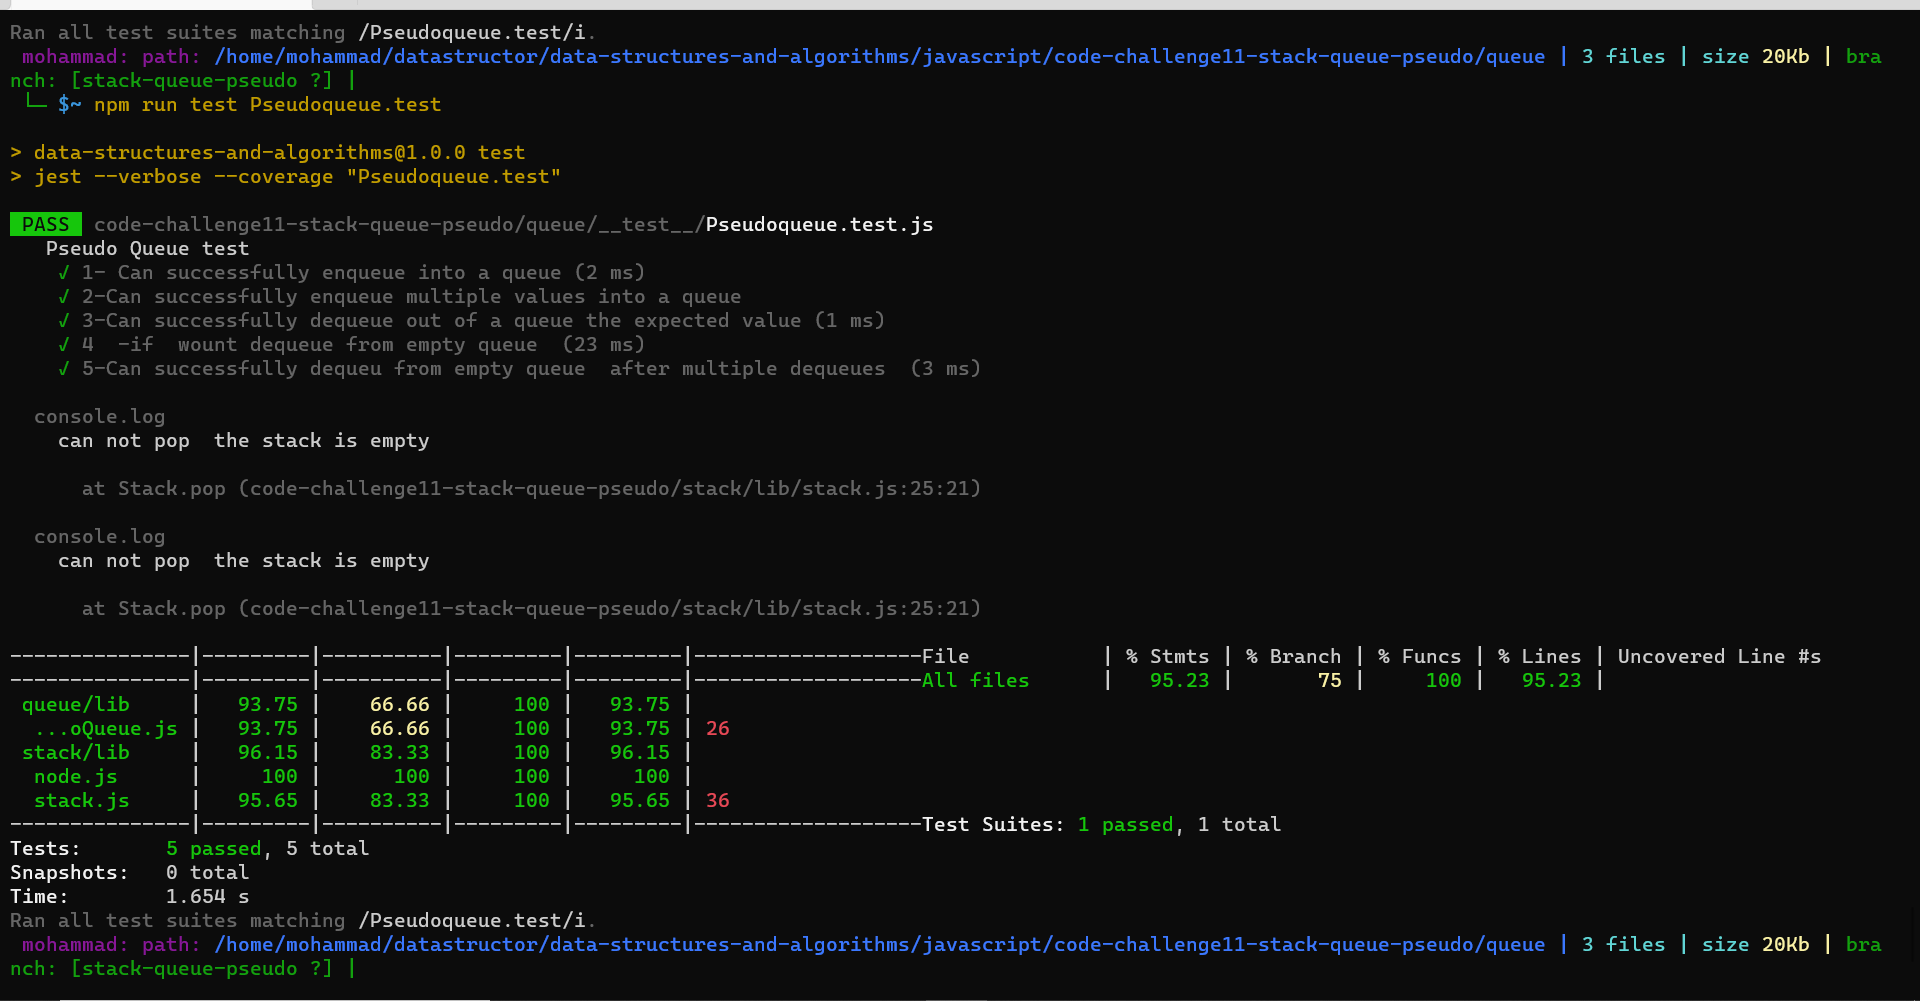 Ran all test suites matching /Pseudoqueue.test/i.
mohammad: path: /home/mohammad/datastructor/data-structures-and-algorithms/javascript/code-challenge11-stack-queue-pseudo/queue | 3 files | size 20Kb | bra
nch: [stack-queue-pseudo ?] |
└─ $~ npm run test Pseudoqueue.test
> data-structures-and-algorithms@1.0.0 test
> jest --verbose --coverage "Pseudoqueue.test"
PASS code-challenge11-stack-queue-pseudo/queue/__test__/Pseudoqueue.test.js
Pseudo Queue test
√ 1- Can successfully enqueue into a queue (2 ms)
√ 2-Can successfully enqueue multiple values into a queue
√ 3-Can successfully dequeue out of a queue the expected value (1 ms)
√ 4  -if  wount dequeue from empty queue  (23 ms)
√ 5-Can successfully dequeu from empty queue  after multiple dequeues  (3 ms)
console.log
can not pop  the stack is empty
at Stack.pop (code-challenge11-stack-queue-pseudo/stack/lib/stack.js:25:21)
console.log
can not pop  the stack is empty
at Stack.pop (code-challenge11-stack-queue-pseudo/stack/lib/stack.js:25:21)
---------------|---------|----------|---------|---------|-------------------File           | % Stmts | % Branch | % Funcs | % Lines | Uncovered Line #s
---------------|---------|----------|---------|---------|-------------------All files      |   95.23 |       75 |     100 |   95.23 |
queue/lib     |   93.75 |    66.66 |     100 |   93.75 |
...oQueue.js |   93.75 |    66.66 |     100 |   93.75 | 26
stack/lib     |   96.15 |    83.33 |     100 |   96.15 |
node.js      |     100 |      100 |     100 |     100 |
stack.js     |   95.65 |    83.33 |     100 |   95.65 | 36
---------------|---------|----------|---------|---------|-------------------Test Suites: 1 passed, 1 total
Tests:       5 passed, 5 total
Snapshots:   0 total
Time:        1.654 s
Ran all test suites matching /Pseudoqueue.test/i.
mohammad: path: /home/mohammad/datastructor/data-structures-and-algorithms/javascript/code-challenge11-stack-queue-pseudo/queue | 3 files | size 20Kb | bra
nch: [stack-queue-pseudo ?] |